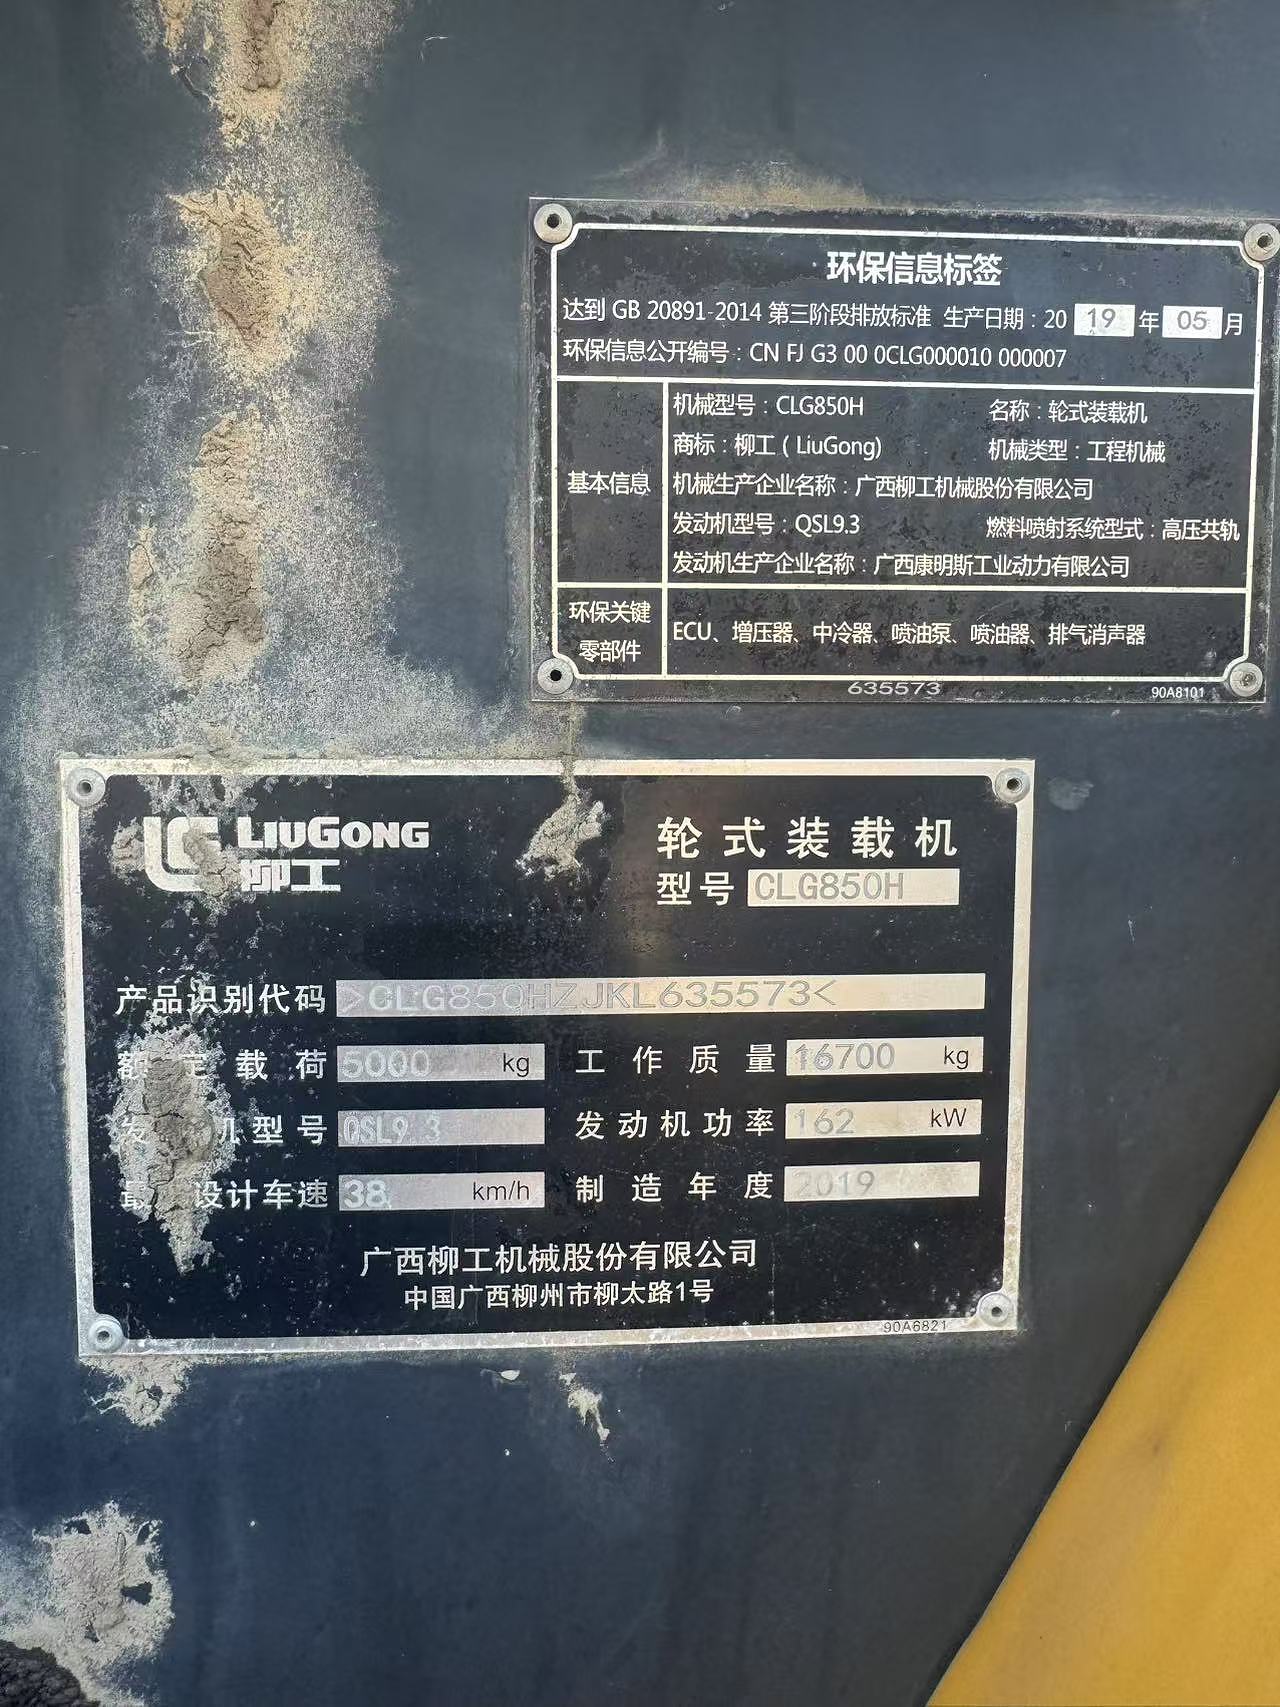 环保信息标签
达到 GB 20891-2014 第三阶段排放标准 生产日期：20 19 年 05 月
环保信息公开编号：CN FJ G3 00 0CLG000010 000007
基本信息
机械型号：CLG850H 名称：轮式装载机
商标：柳工（LiuGong） 机械类型：工程机械
机械生产企业名称：广西柳工机械股份有限公司
发动机型号：QSL9.3 燃料喷射系统型式：高压共轨
发动机生产企业名称：广西康明斯工业动力有限公司
环保关键
零部件
ECU、增压器、中冷器、喷油泵、喷油器、排气消声器
635573 90A8101
LIUGONG
柳工
轮式装载机
型号 CLG850H
产品识别代码 >CLG850HZJKL635573<
额定载荷 5000 kg 工作质量 16700 kg
发 机型号 QSL9.3 发动机功率 162 kW
最 设计车速 38 km/h 制造年度 2019
广西柳工机械股份有限公司
中国广西柳州市柳太路1号
90A6821